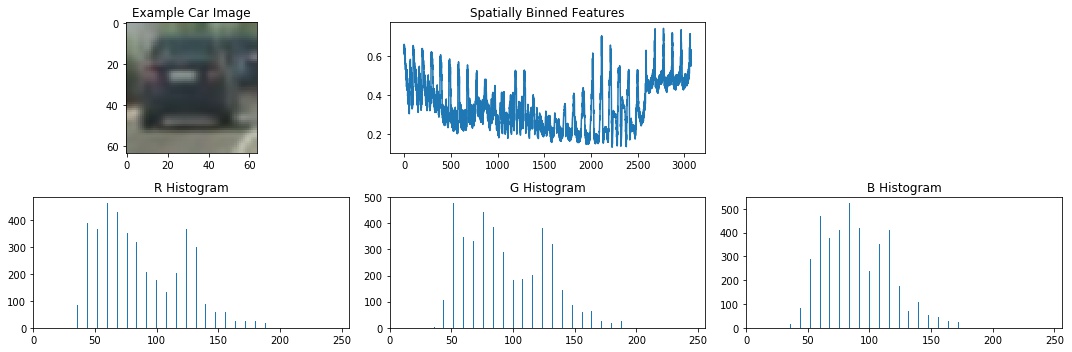 Example Car Image
0
20
40
60
0 20 40 60
Spatially Binned Features
0.6
0.4
0.2
0 500 1000 1500 2000 2500 3000
R Histogram
400
300
200
100
0
0 50 100 150 200 250
G Histogram
500
400
300
200
100
0
0 50 100 150 200 250
B Histogram
500
400
300
200
100
0
0 50 100 150 200 250